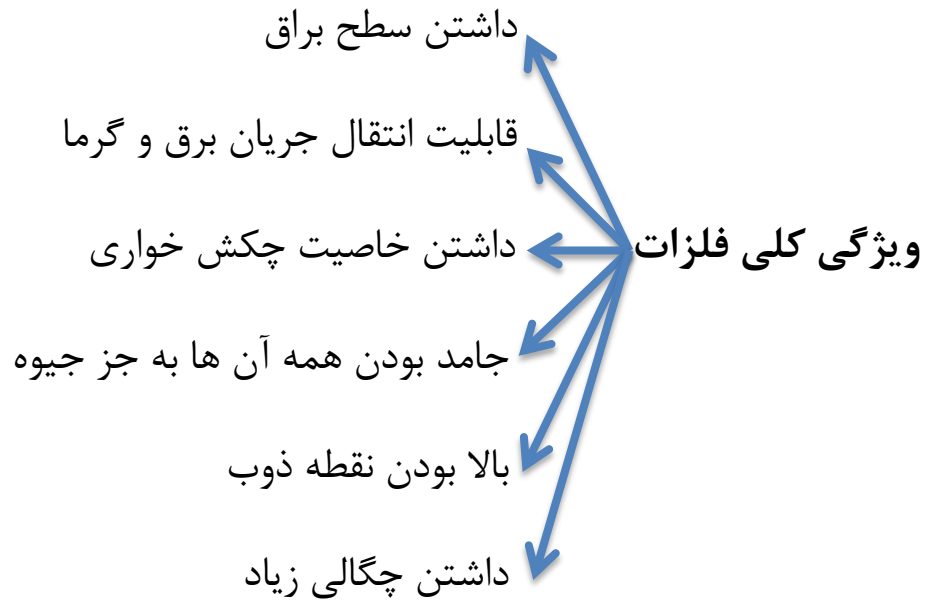 ویژگی کلی فلزات
داشتن سطح براق
قابلیت انتقال جریان برق و گرما
داشتن خاصیت چکش خواری
جامد بودن همه آن ها به جز جیوه
بالا بودن نقطه ذوب
داشتن چگالی زیاد